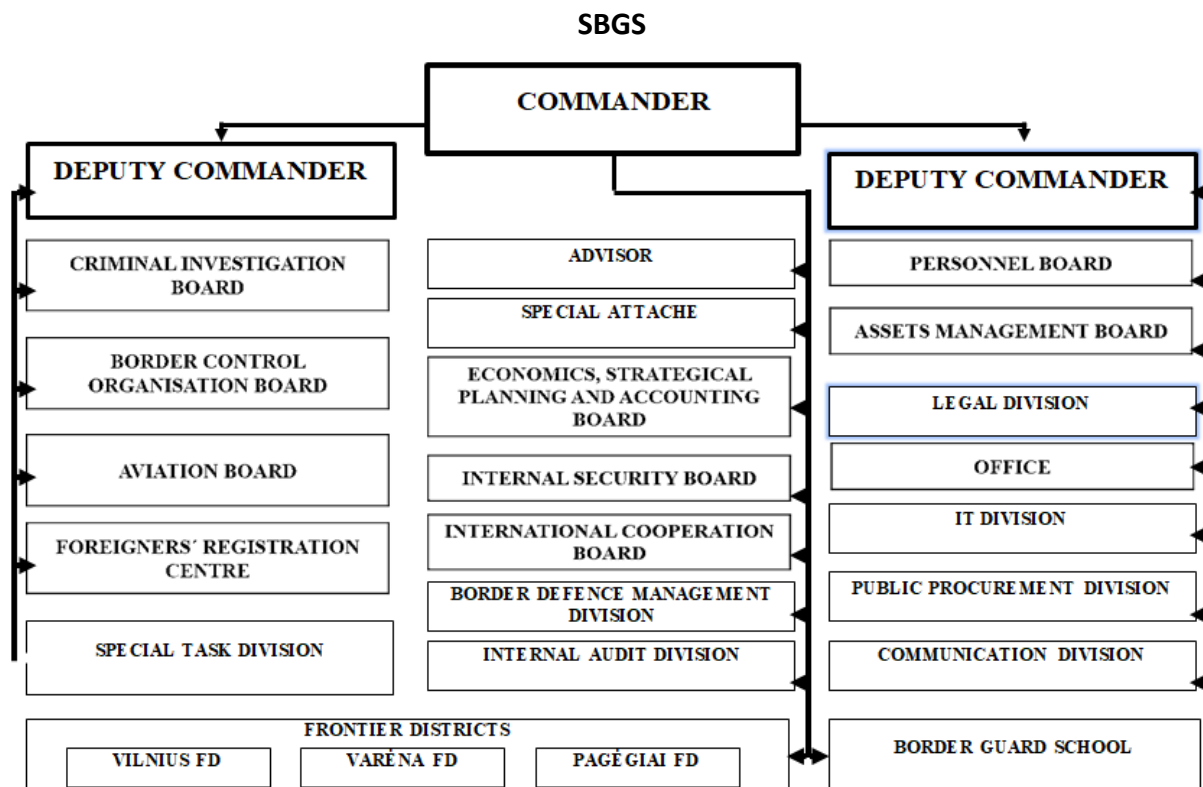 SBGS
COMMANDER
DEPUTY COMMANDER
DEPUTY COMMANDER
CRIMINAL INVESTIGATION
BOARD
BORDER CONTROL
ORGANISATION BOARD
AVIATION BOARD
FOREIGNERS´ REGISTRATION
CENTRE
SPECIAL TASK DIVISION
ADVISOR
SPECIAL ATTACHE
ECONOMICS, STRATEGICAL
PLANNING AND ACCOUNTING
BOARD
INTERNAL SECURITY BOARD
INTERNATIONAL COOPERATION
BOARD
BORDER DEFENCE MANAGEMENT
DIVISION
INTERNAL AUDIT DIVISION
PERSONNEL BOARD
ASSETS MANAGEMENT BOARD
LEGAL DIVISION
OFFICE
IT DIVISION
PUBLIC PROCUREMENT DIVISION
COMMUNICATION DIVISION
FRONTIER DISTRICTS
VILNIUS FD
VARĖNA FD
PAGĖGIAI FD
BORDER GUARD SCHOOL